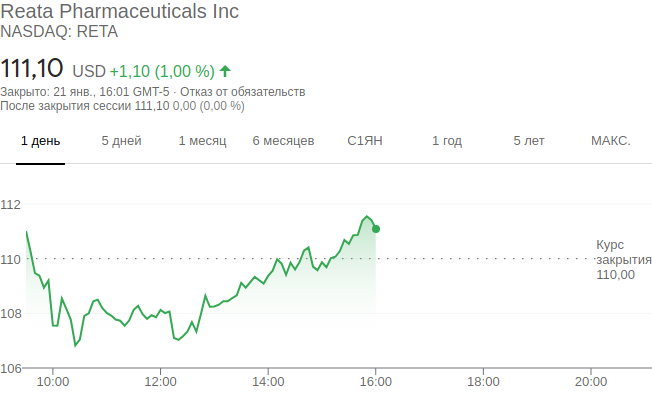 Reata Pharmaceuticals Inc
NASDAQ: RETA
111,10 USD +1,10 (1,00 %)
Закрыто: 21 янв., 16:01 GMT-5 · Отказ от обязательств
После закрытия сессии 111,10 0,00 (0,00 %)
1 день 5 дней 1 месяц 6 месяцев С1ЯН 1 год 5 лет МАКС.
112
110
108
106
Курс
закрытия
110,00
10:00 12:00 14:00 16:00 18:00 20:00